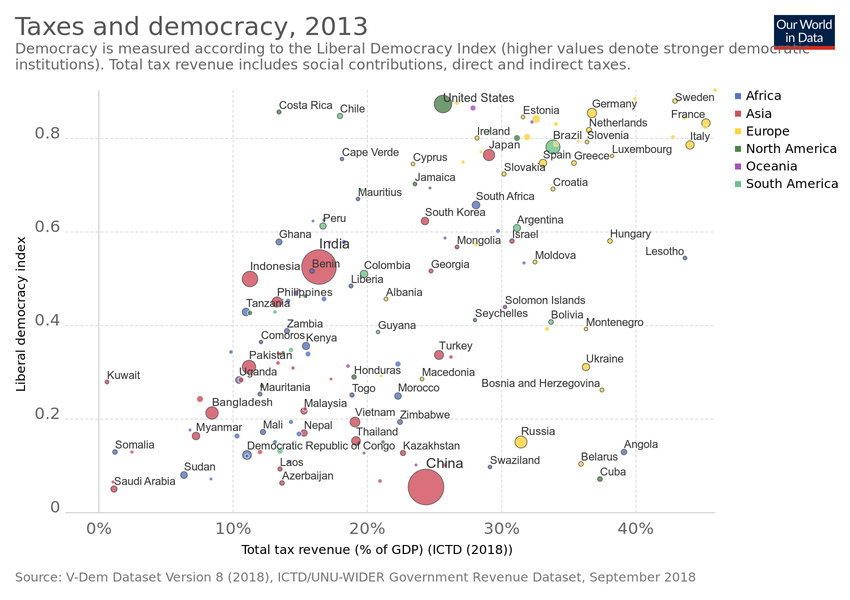 Taxes and democracy, 2013
Our World
in Data
Democracy is measured according to the Liberal Democracy Index (higher values denote stronger democratic
institutions). Total tax revenue includes social contributions, direct and indirect taxes.
Liberal democracy index
0.8
0.6
0.4
0.2
0
0%
10%
20%
30%
40%
Total tax revenue (% of GDP) (ICTD (2018))
Africa
Asia
Europe
North America
Oceania
South America
Costa Rica
Chile
United States
Estonia
Germany
Sweden
France
Netherlands
Ireland
Brazil
Slovenia
Italy
Japan
Luxembourg
Cape Verde
Cyprus
Spain
Greece
Slovakia
Jamaica
Croatia
Mauritius
South Africa
South Korea
Peru
Argentina
Ghana
India
Mongolia
Israel
Hungary
Lesotho
Moldova
Indonesia
Benin
Colombia
Georgia
Liberia
Philippines
Albania
Tanzania
Solomon Islands
Seychelles
Bolivia
Montenegro
Zambia
Guyana
Comoros
Kenya
Turkey
Pakistan
Ukraine
Uganda
Honduras
Macedonia
Kuwait
Mauritania
Togo
Morocco
Bosnia and Herzegovina
Bangladesh
Malaysia
Vietnam
Zimbabwe
Myanmar
Mali
Nepal
Thailand
Russia
Somalia
Democratic Republic of Congo
Kazakhstan
Angola
Sudan
Laos
China
Swaziland
Belarus
Cuba
Saudi Arabia
Azerbaijan
Source: V-Dem Dataset Version 8 (2018), ICTD/UNU-WIDER Government Revenue Dataset, September 2018